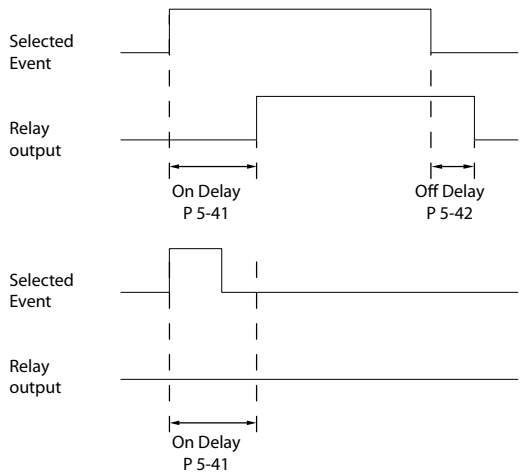 Selected
Event
Relay
output
On Delay
P 5-41
Off Delay
P 5-42
Selected
Event
Relay
output
On Delay
P 5-41